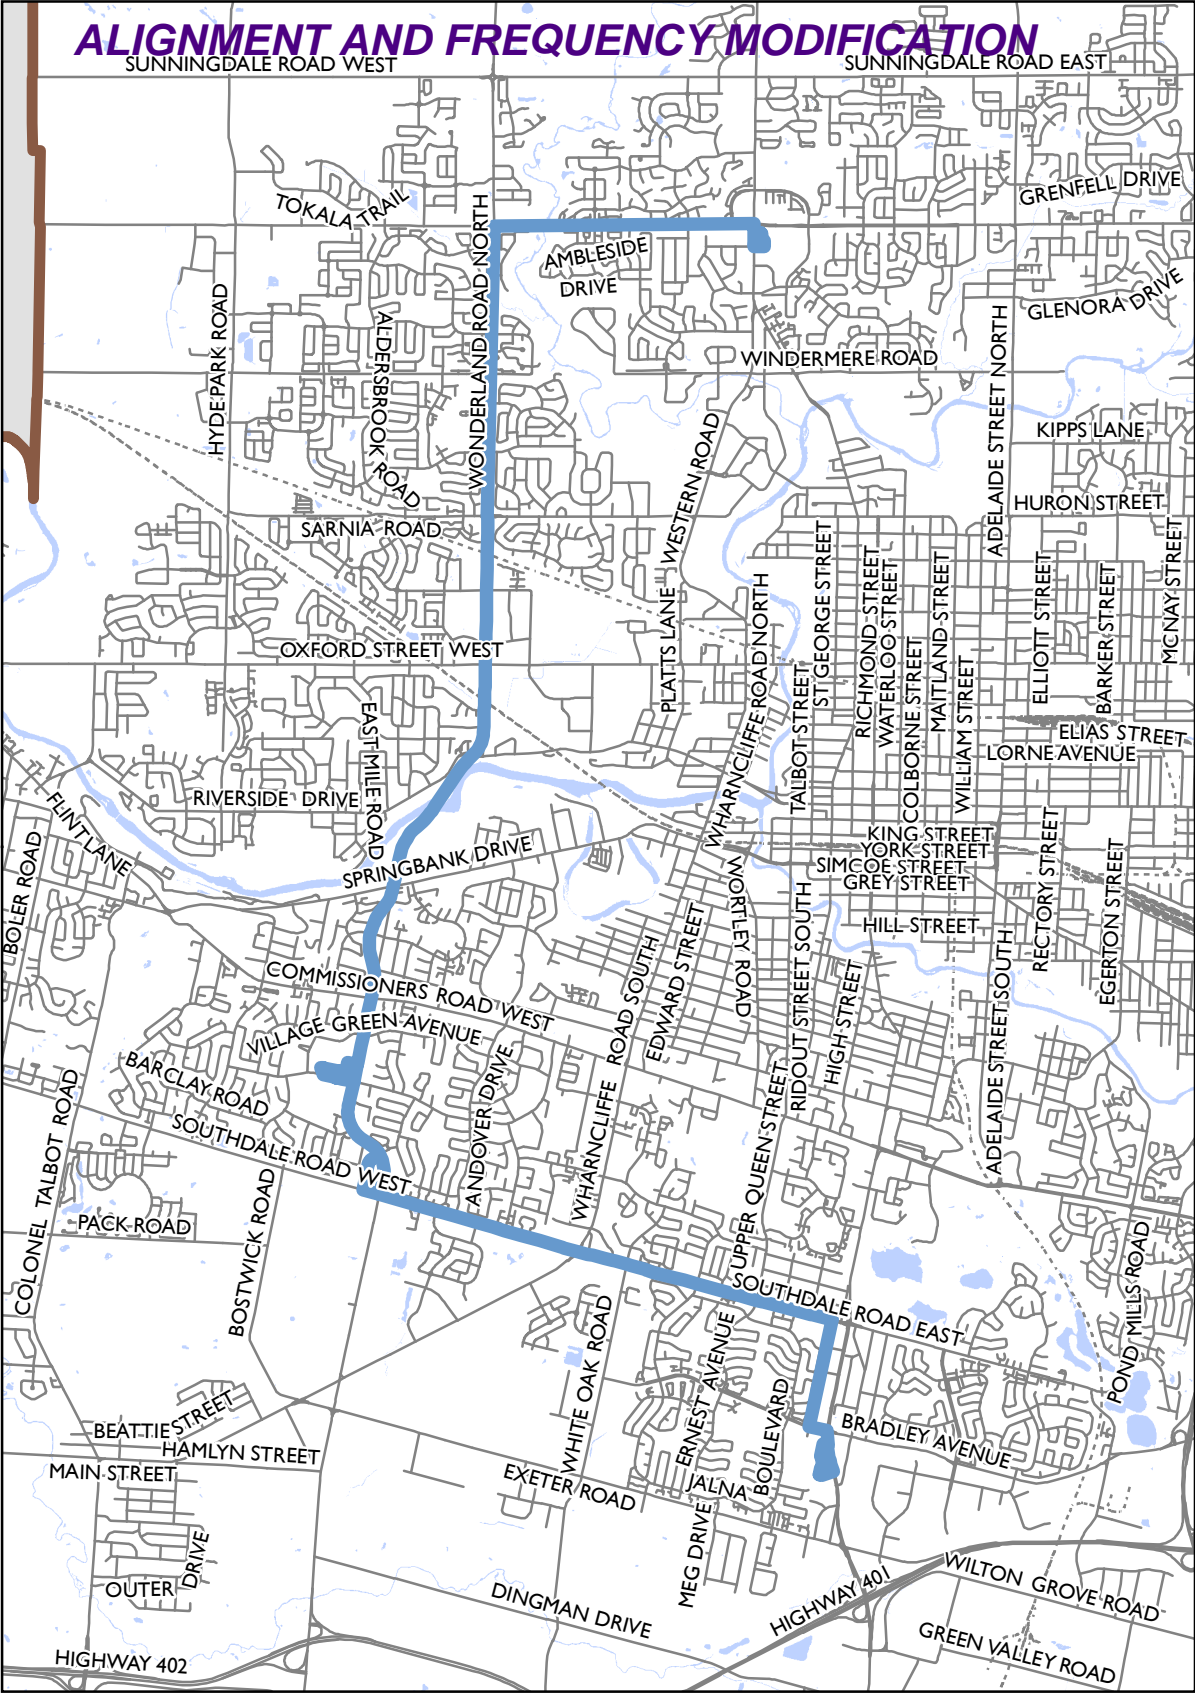 ALIGNMENT AND FREQUENCY MODIFICATION
SUNNINGDALE ROAD WEST
SUNNINGDALE ROAD EAST
GRENFELL DRIVE
TOKALA TRAIL
WONDERLAND ROAD NORTH
AMBLESIDE
DRIVE
GLENORA DRIVE
HYDE PARK ROAD
ALDERSBROOK ROAD
WINDERMERE ROAD
ADELAIDE STREET NORTH
KIPPS LANE
HURON STREET
WESTERN ROAD
SARNIA ROAD
ST GEORGE STREET
RICHMOND STREET
WATERLOO STREET
MAITLAND STREET
ELLIOTT STREET
BARKER STREET
MCNAY STREET
PLATTS LANE
WHARNCLIFFE ROAD NORTH
OXFORD STREET WEST
TALBOT STREET
COLBORNE STREET
WILLIAM STREET
ELIAS STREET
LORNE AVENUE
EASTMILE ROAD
RIVERSIDE DRIVE
FLINT LANE
BOLER ROAD
SPRINGBANK DRIVE
KING STREET
YORK STREET
SIMCOE STREET
GREY STREET
RECTORY STREET
EGERTON STREET
WORTLEY ROAD
RIDOUT STREET SOUTH
HILL STREET
EDWARD STREET
HIGH STREET
ADELAIDE STREET SOUTH
COMMISSIONERS ROAD WEST
VILLAGE GREEN AVENUE
BARCLAY ROAD
ANDOVER DRIVE
WHARNCLIFFE ROAD SOUTH
UPPER QUEEN STREET
COLONEL TALBOT ROAD
SOUTHDALE ROAD WEST
BOSTWICK ROAD
PACK ROAD
SOUTHDALE ROAD EAST
POND MILLS ROAD
WHITE OAK ROAD
ERNEST AVENUE
JALNA
BOULEVARD
BRADLEY AVENUE
BEATTIE STREET
HAMLYN STREET
MAIN STREET
EXETER ROAD
MEG DRIVE
OUTER
DRIVE
DINGMAN DRIVE
HIGHWAY 401
WILTON GROVE ROAD
GREEN VALLEY ROAD
HIGHWAY 402